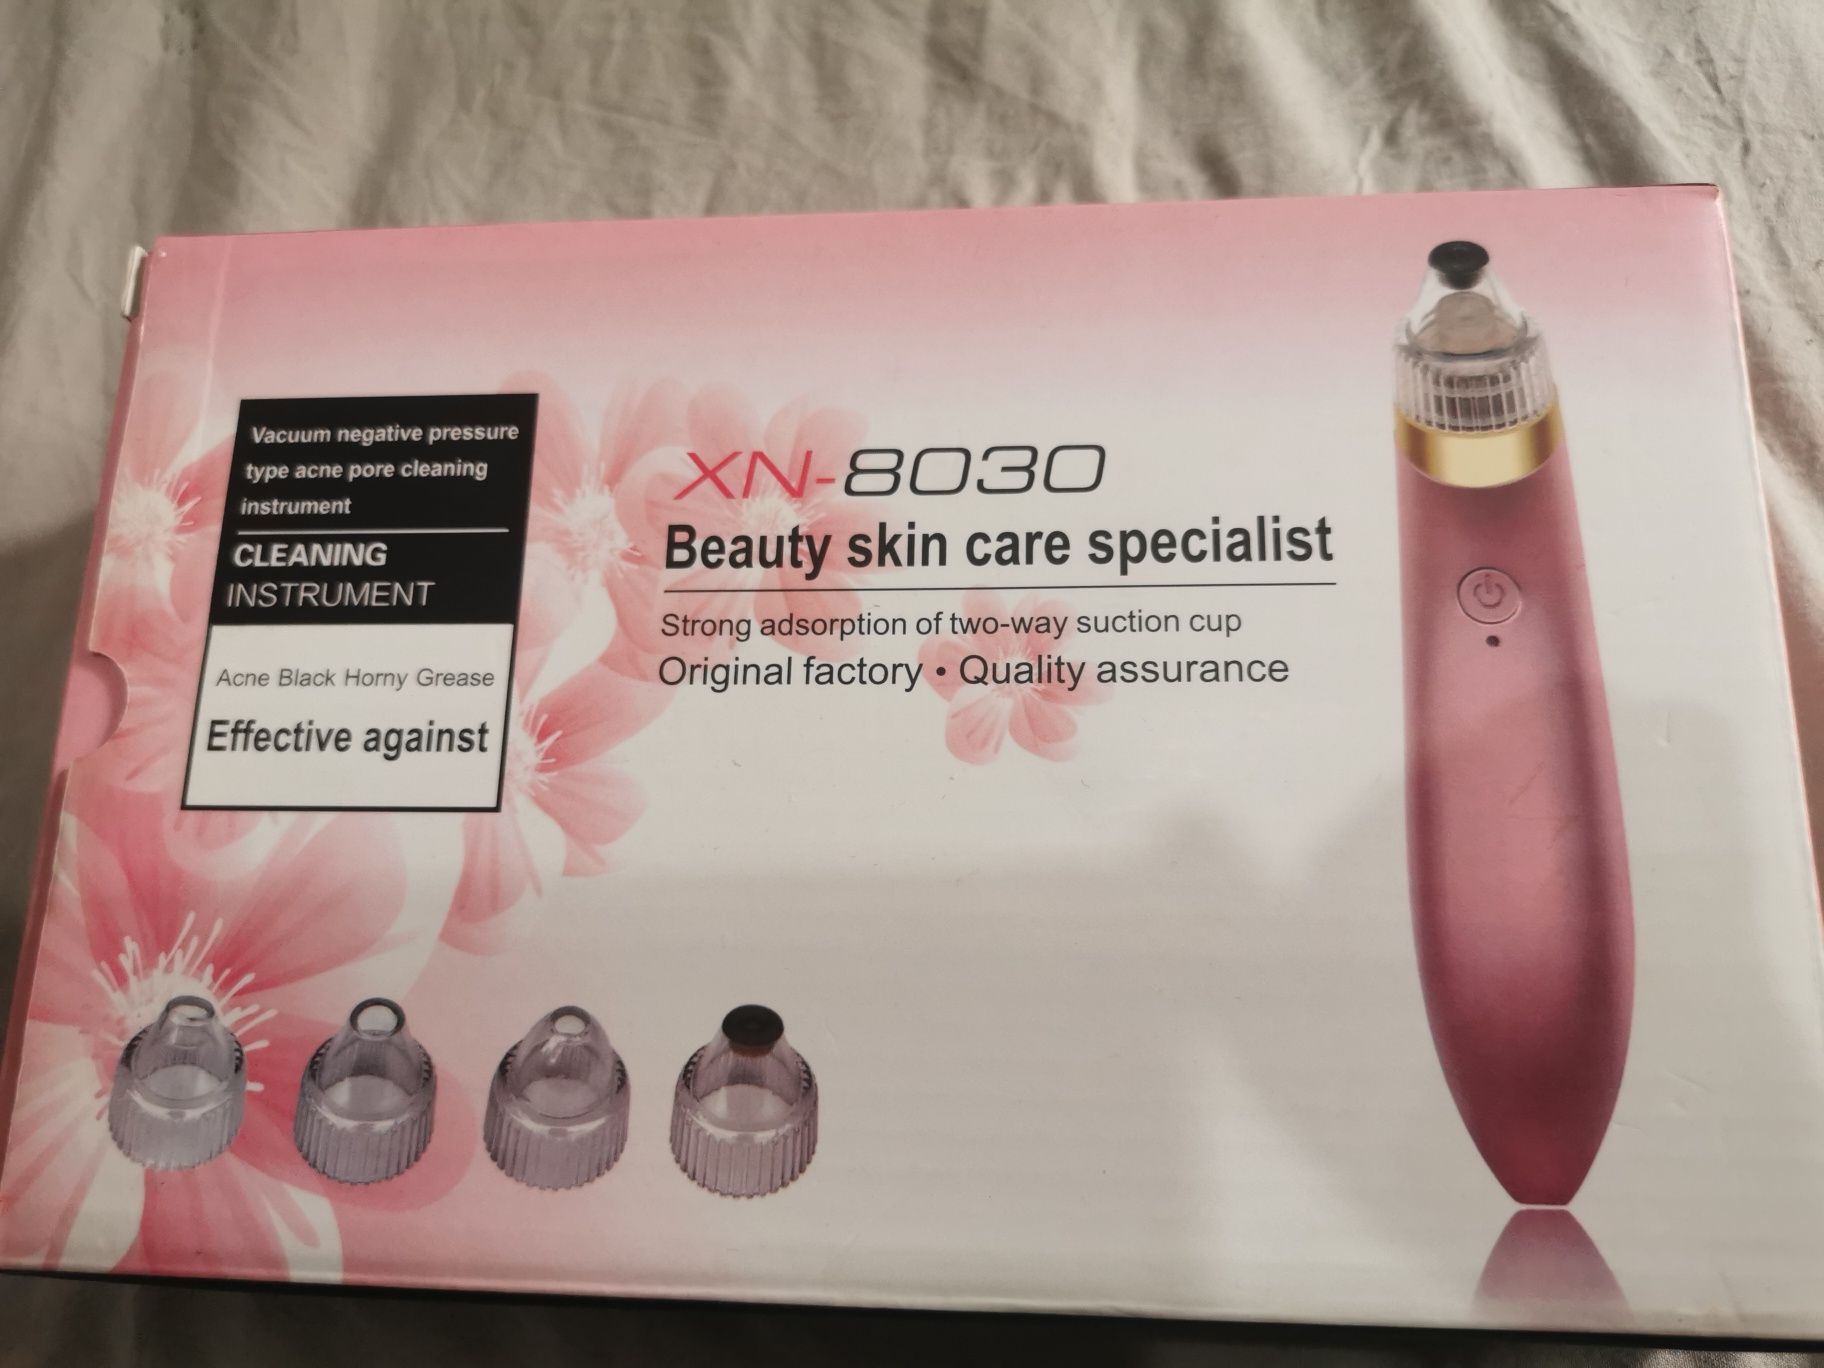 Vacuum negative pressure
type acne pore cleaning
instrument
CLEANING
INSTRUMENT
Acne Black Horny Grease
Effective against
XN-8030
Beauty skin care specialist
Strong adsorption of two-way suction cup
Original factory • Quality assurance